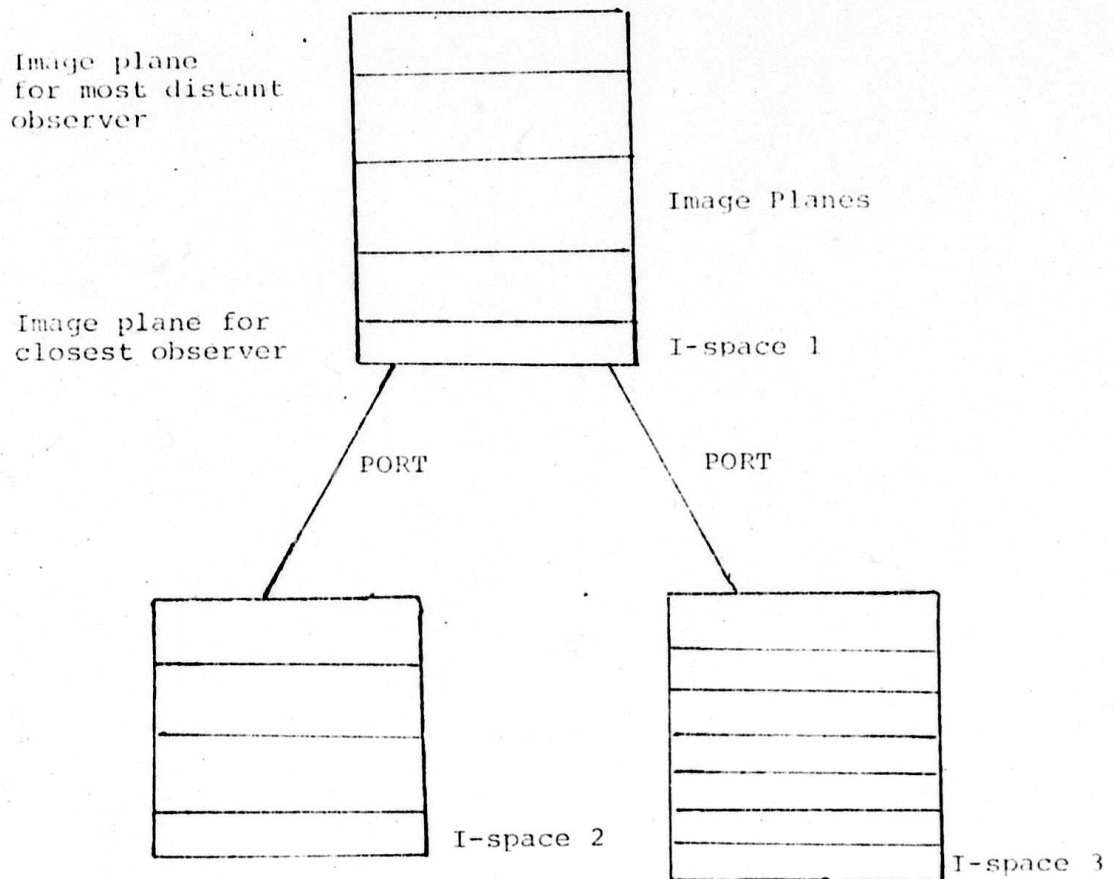 Image plane
for most distant
observer
Image Planes
Image plane for
closest observer
I-space 1
PORT
PORT
I-space 2
I-space 3